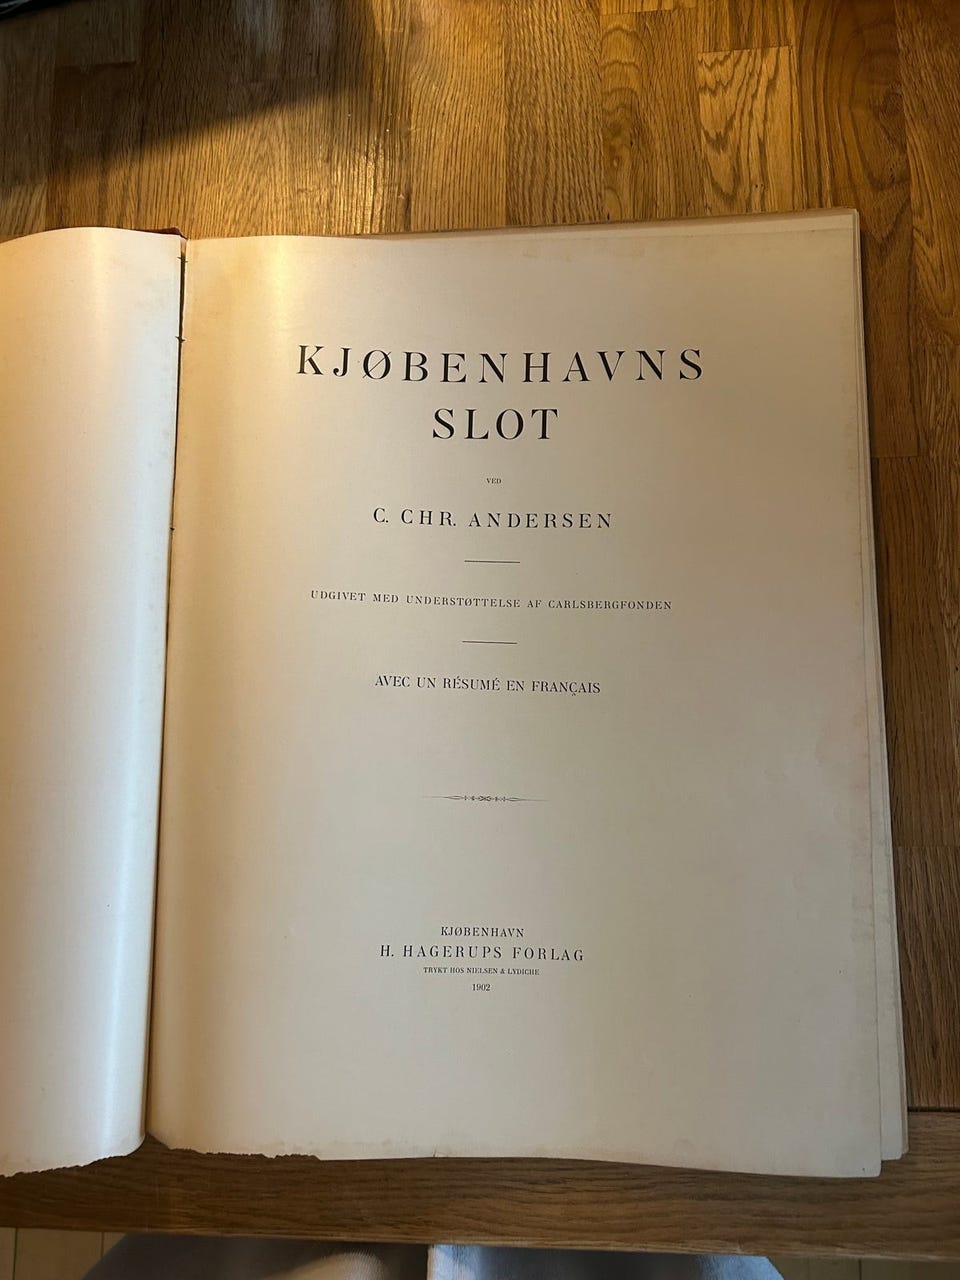 KJØBENHAVNS
SLOT
VED
C. CHR. ANDERSEN
UDGIVET MED UNDERSTØTTELSE AF CARLSBERGFONDEN
AVEC UN RÉSUMÉ EN FRANÇAIS
KJØBENHAVN
H. HAGERUPS FORLAG
TRYKT HOS NIELSEN & LYDICHE
1902